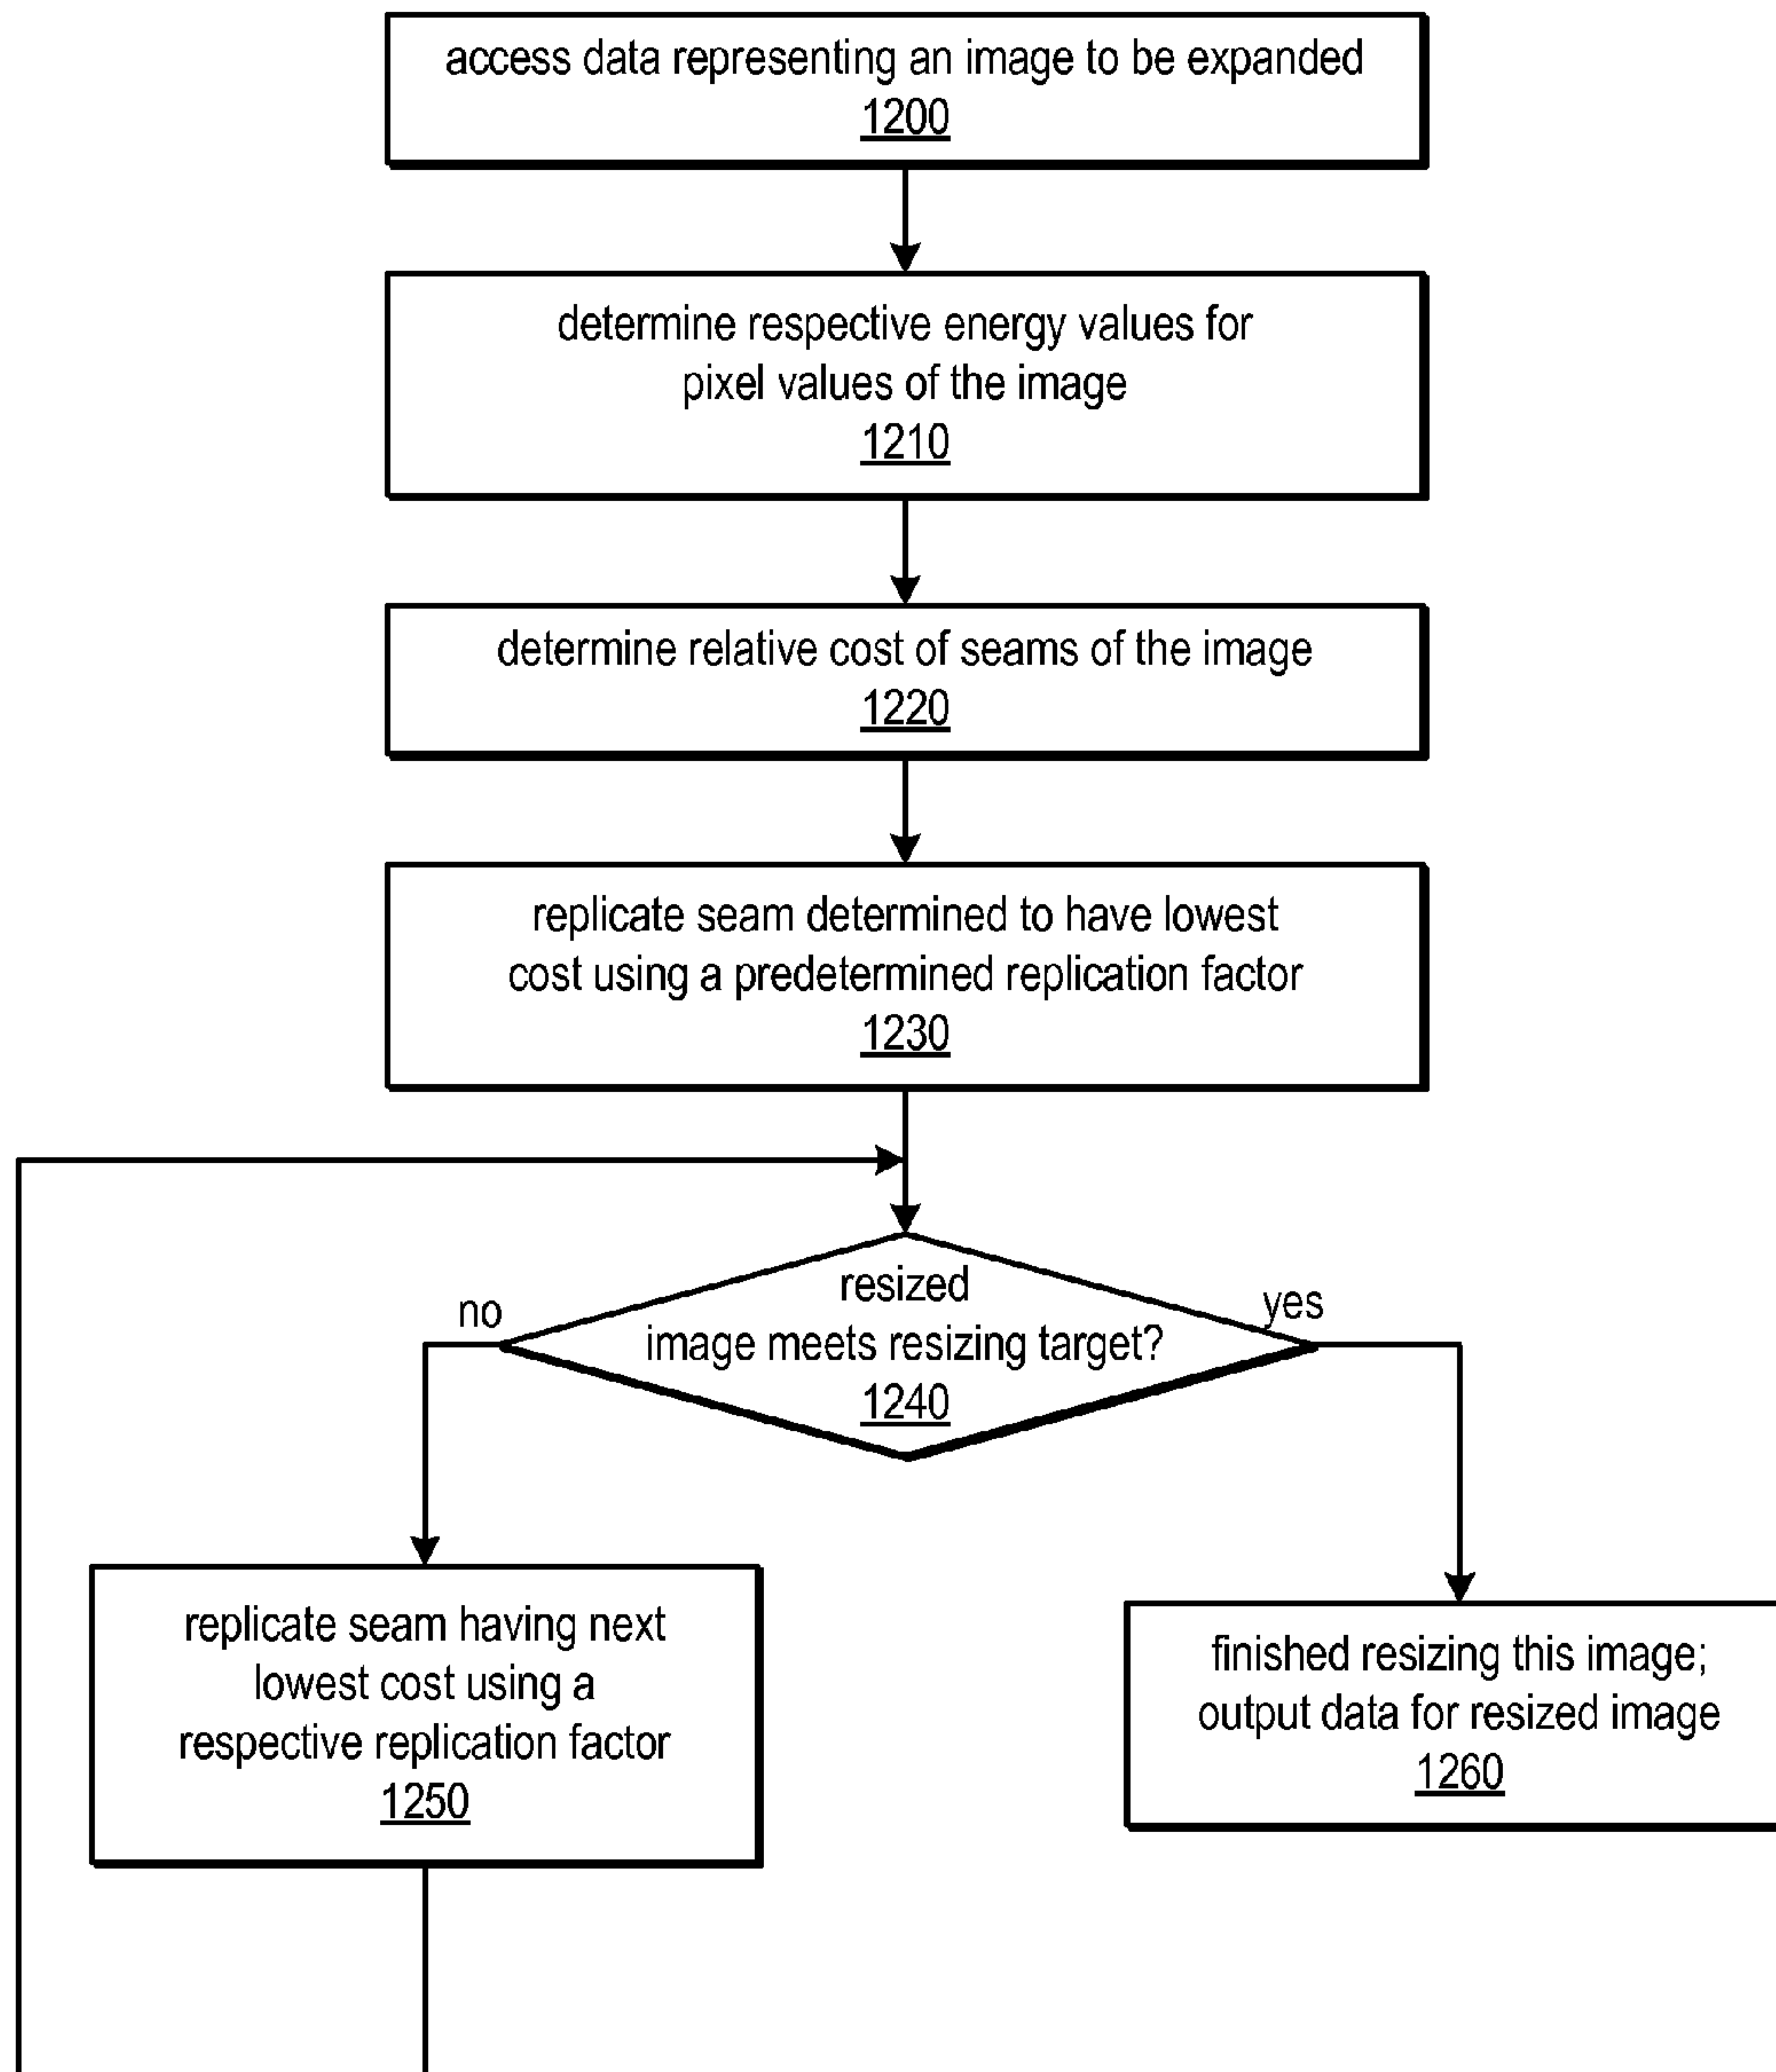 access data representing an image to be expanded
1200
determine respective energy values for
pixel values of the image
1210
determine relative cost of seams of the image
1220
replicate seam determined to have lowest
cost using a predetermined replication factor
1230
resized
image meets resizing target?
1240
no
yes
replicate seam having next
lowest cost using a
respective replication factor
1250
finished resizing this image;
output data for resized image
1260